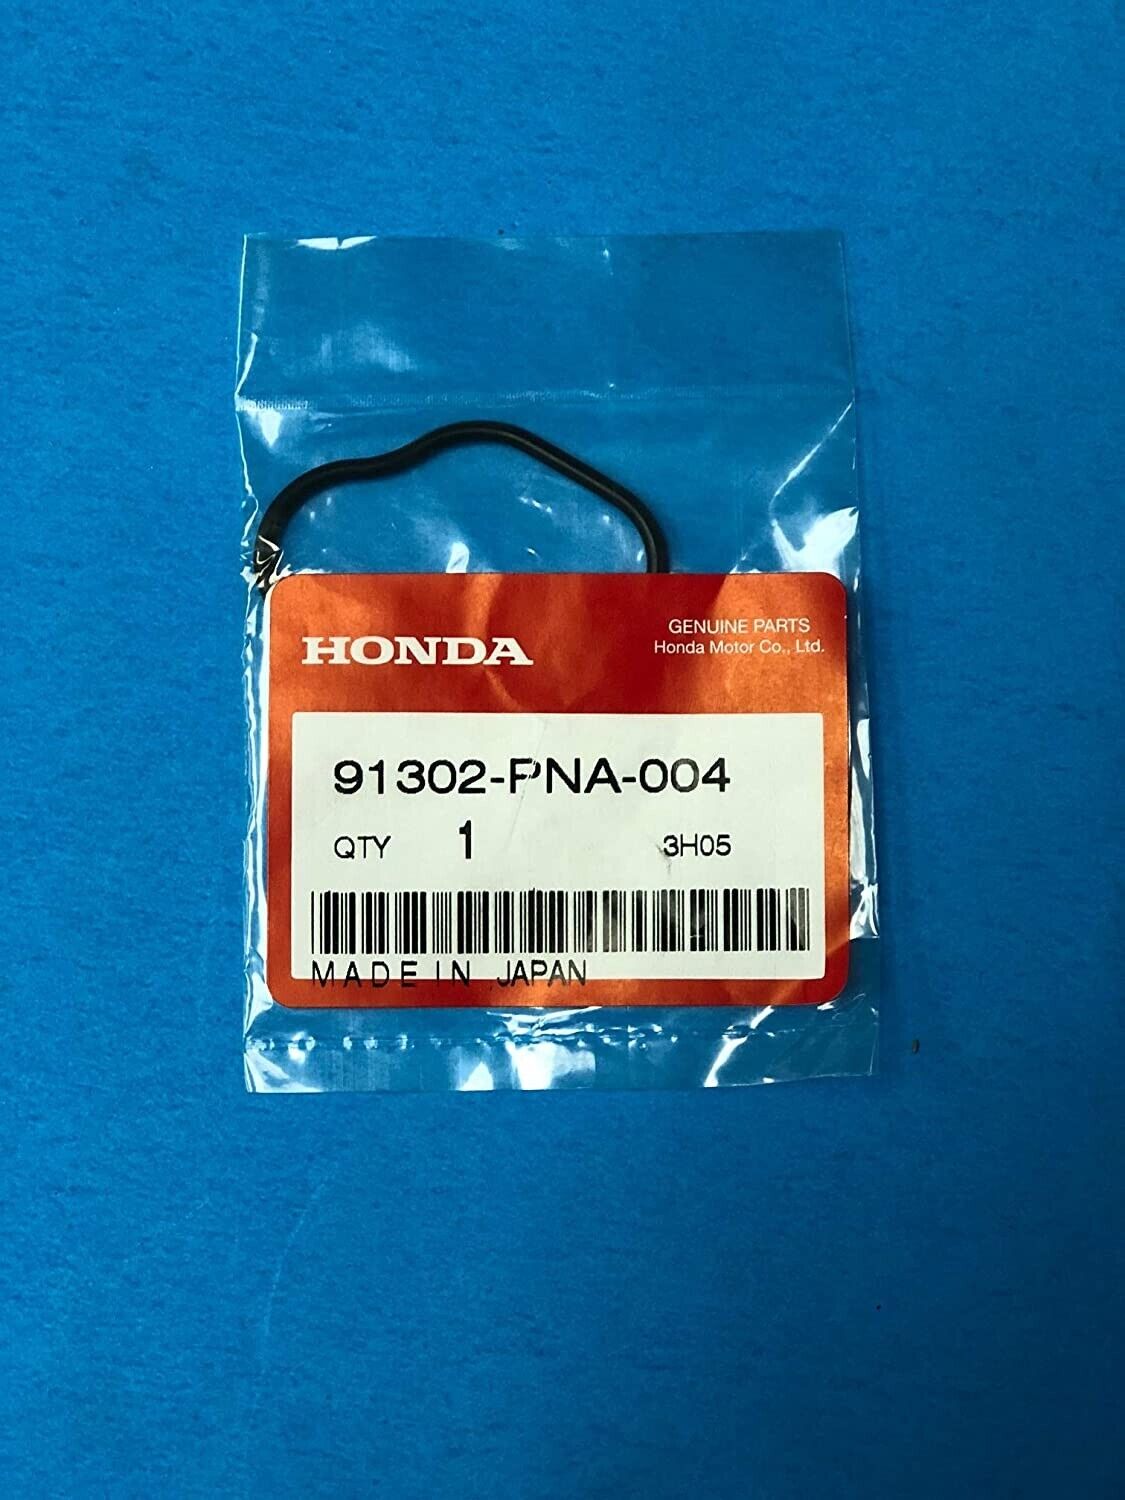 HONDA
GENUINE PARTS
Honda Motor Co., Ltd.
91302-PNA-004
QTY 1 3H05
MADE IN JAPAN